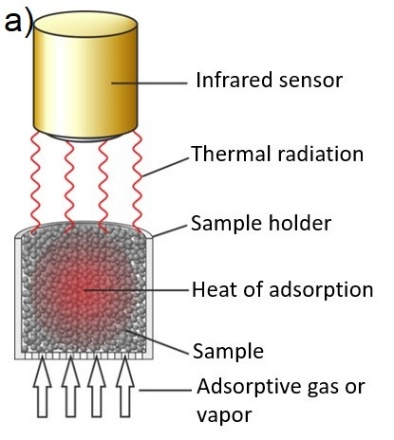 a)
Infrared sensor
Thermal radiation
Sample holder
Heat of adsorption
Sample
Adsorptive gas or
vapor